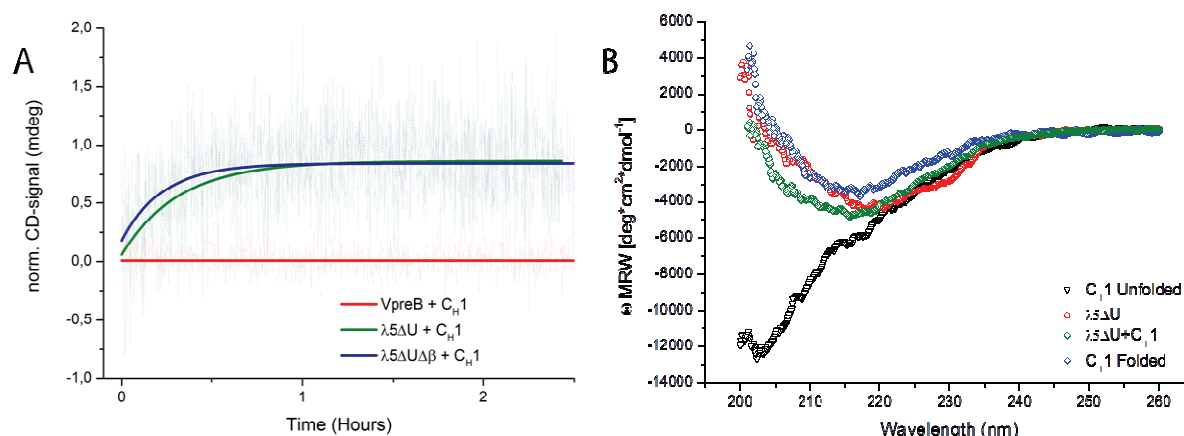 A
norm. CD-signal (mdeg)
2,0
1,5
1,0
0,5
0,0
-0,5
-1,0
VpreB + CH1
λ5ΔU + CH1
λ5ΔUΔβ + CH1
0
1
2
Time (Hours)
B
Θ MRW [deg*cm²*dmol⁻¹]
6000
4000
2000
0
-2000
-4000
-6000
-8000
-10000
-12000
-14000
C 1 Unfolded
λ5ΔU
λ5ΔU+C 1
C 1 Folded
200
210
220
230
240
250
260
Wavelength (nm)